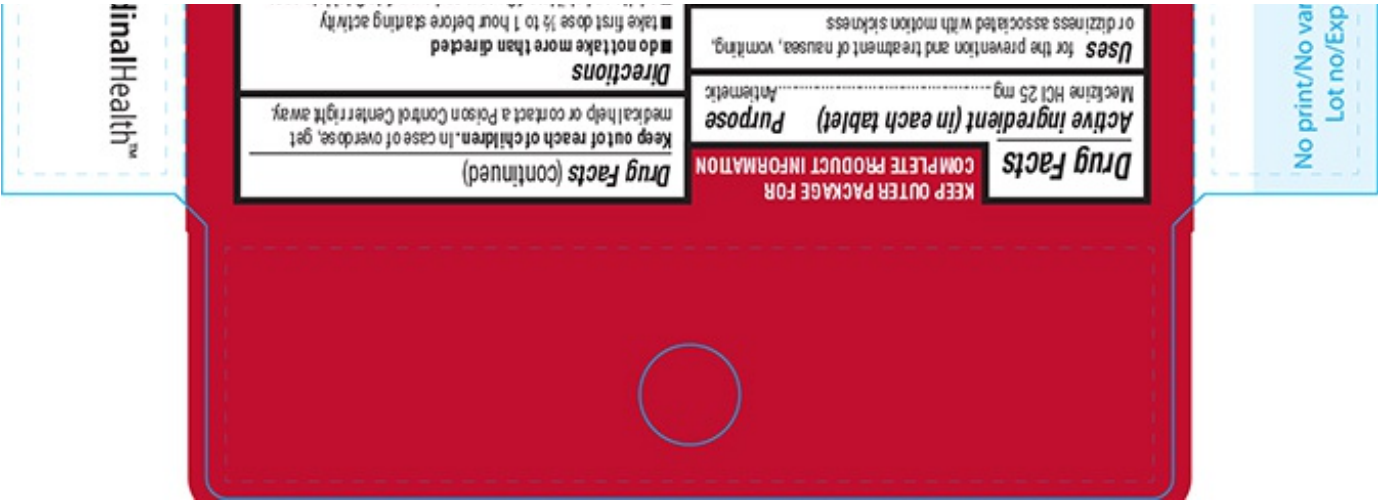 KEEP OUTER PACKAGE FOR
COMPLETE PRODUCT INFORMATION
Drug Facts
Active ingredient (in each tablet) Purpose
Meclizine HCl 25 mg ................................Antiemetic
Uses for the prevention and treatment of nausea, vomiting,
or dizziness associated with motion sickness
Drug Facts (continued)
Keep out of reach of children. In case of overdose, get
medical help or contact a Poison Control Center right away.
Directions
■ do not take more than directed
■ take first dose ½ to 1 hour before starting activity
dinalHealth™
No print/No var
Lot no/Exp